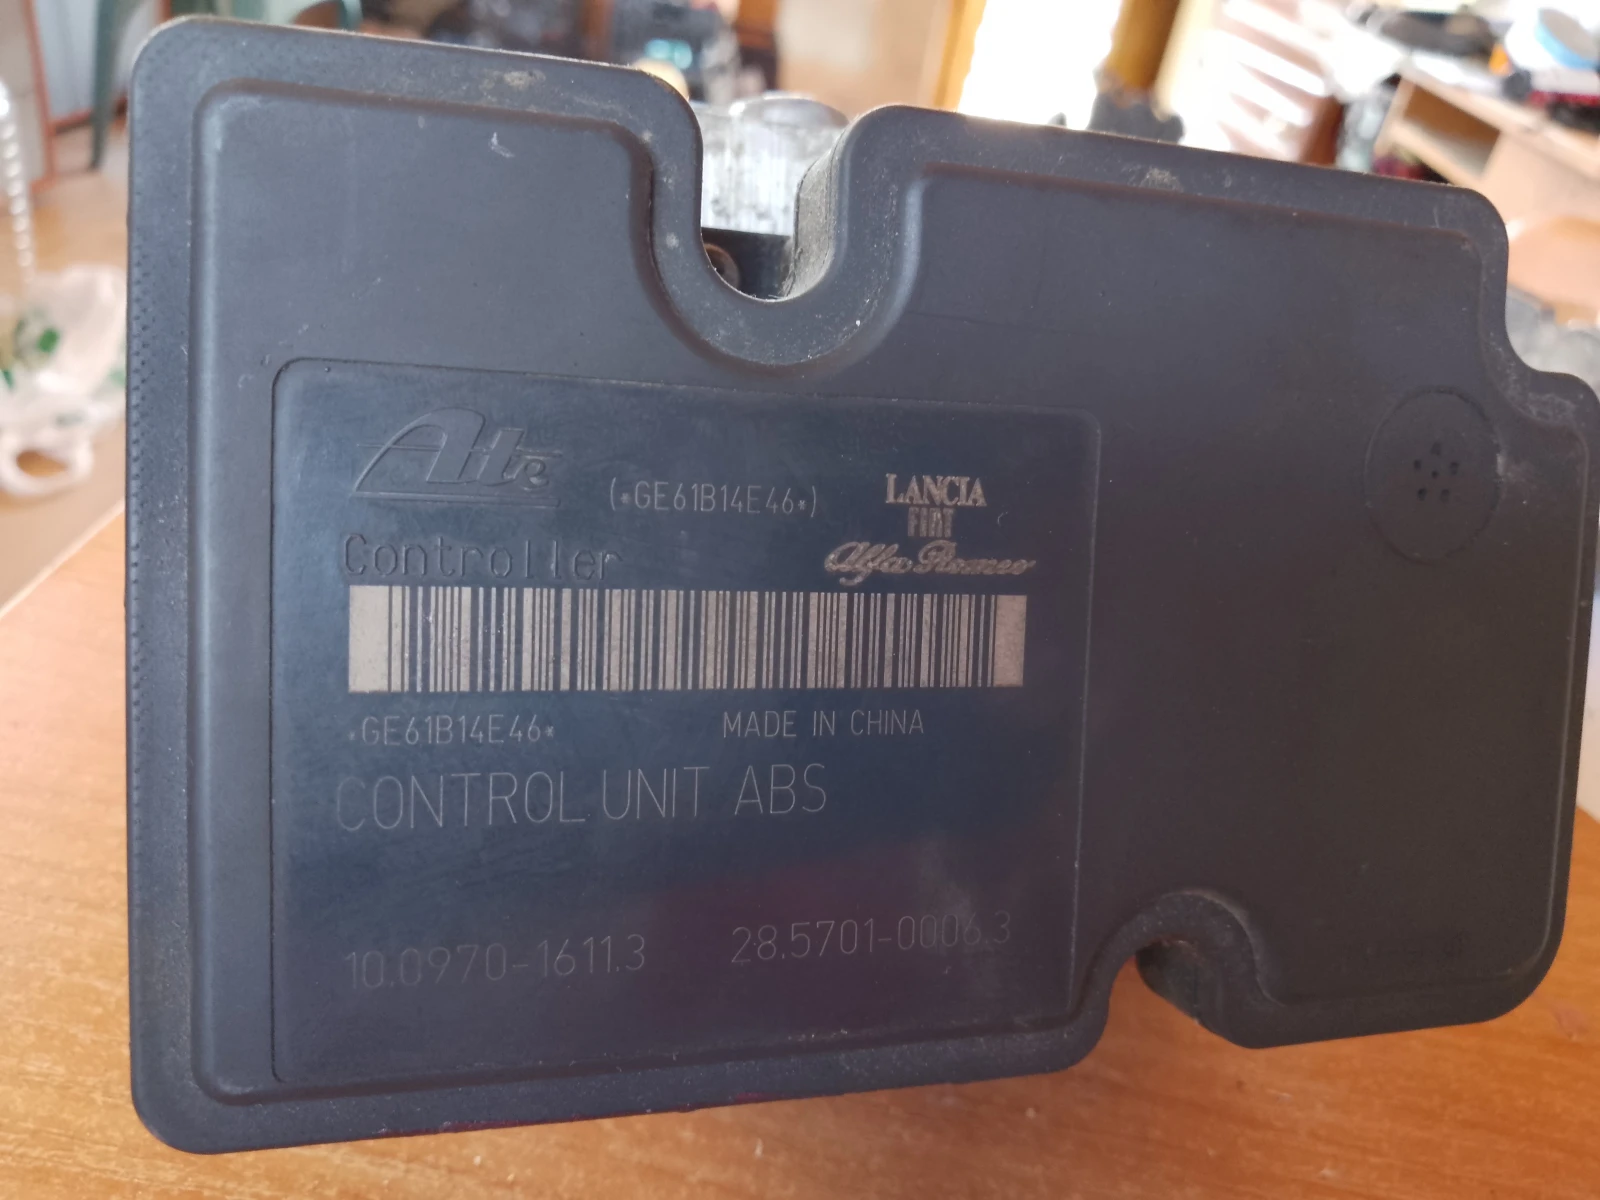 Ate
(*GE61B14E46*)
LANCIA
FIAT
Alfa Romeo
Controller
*GE61B14E46*
MADE IN CHINA
CONTROL UNIT ABS
10.0970-1611.3 28.5701-0006.3